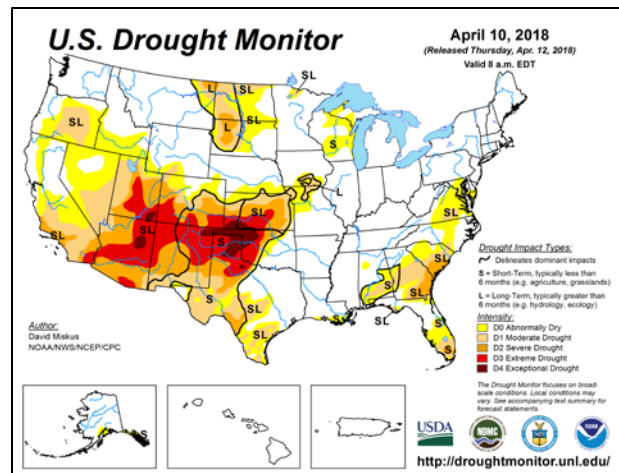 U.S. Drought Monitor
April 10, 2018
(Released Thursday, Apr. 12, 2018)
Valid 8 a.m. EDT
SL
L
SL
SL
L
SL
S
SL
L
SL
SL
SL
SL
S
SL
SL
S
S
SL
SL
S
S
SL
S
S
Drought Impact Types:
Delineates dominant impacts
S = Short-Term, typically less than
6 months (e.g. agriculture, grasslands)
L = Long-Term, typically greater than
6 months (e.g. hydrology, ecology)
Intensity:
D0 Abnormally Dry
D1 Moderate Drought
D2 Severe Drought
D3 Extreme Drought
D4 Exceptional Drought
Author:
David Miskus
NOAA/NWS/NCEP/CPC
The Drought Monitor focuses on broad-
scale conditions. Local conditions may
vary. See accompanying text summary for
forecast statements.
S
USDA
NDMC
http://droughtmonitor.unl.edu/